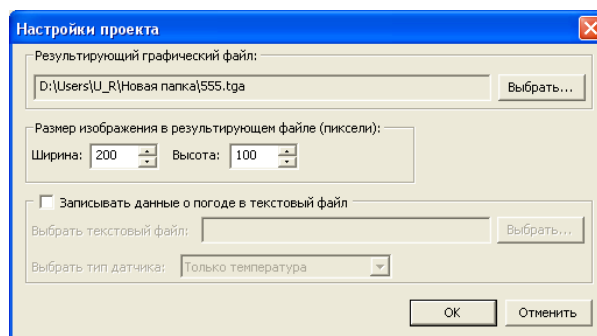 Настройки проекта
Результирующий графический файл:
D:\Users\U_R\Новая папка\555.tga Выбрать...
Размер изображения в результирующем файле (пиксели):
Ширина: 200 Высота: 100
Записывать данные о погоде в текстовый файл
Выбрать текстовый файл: Выбрать...
Выбрать тип датчика: Только температура
OK Отменить